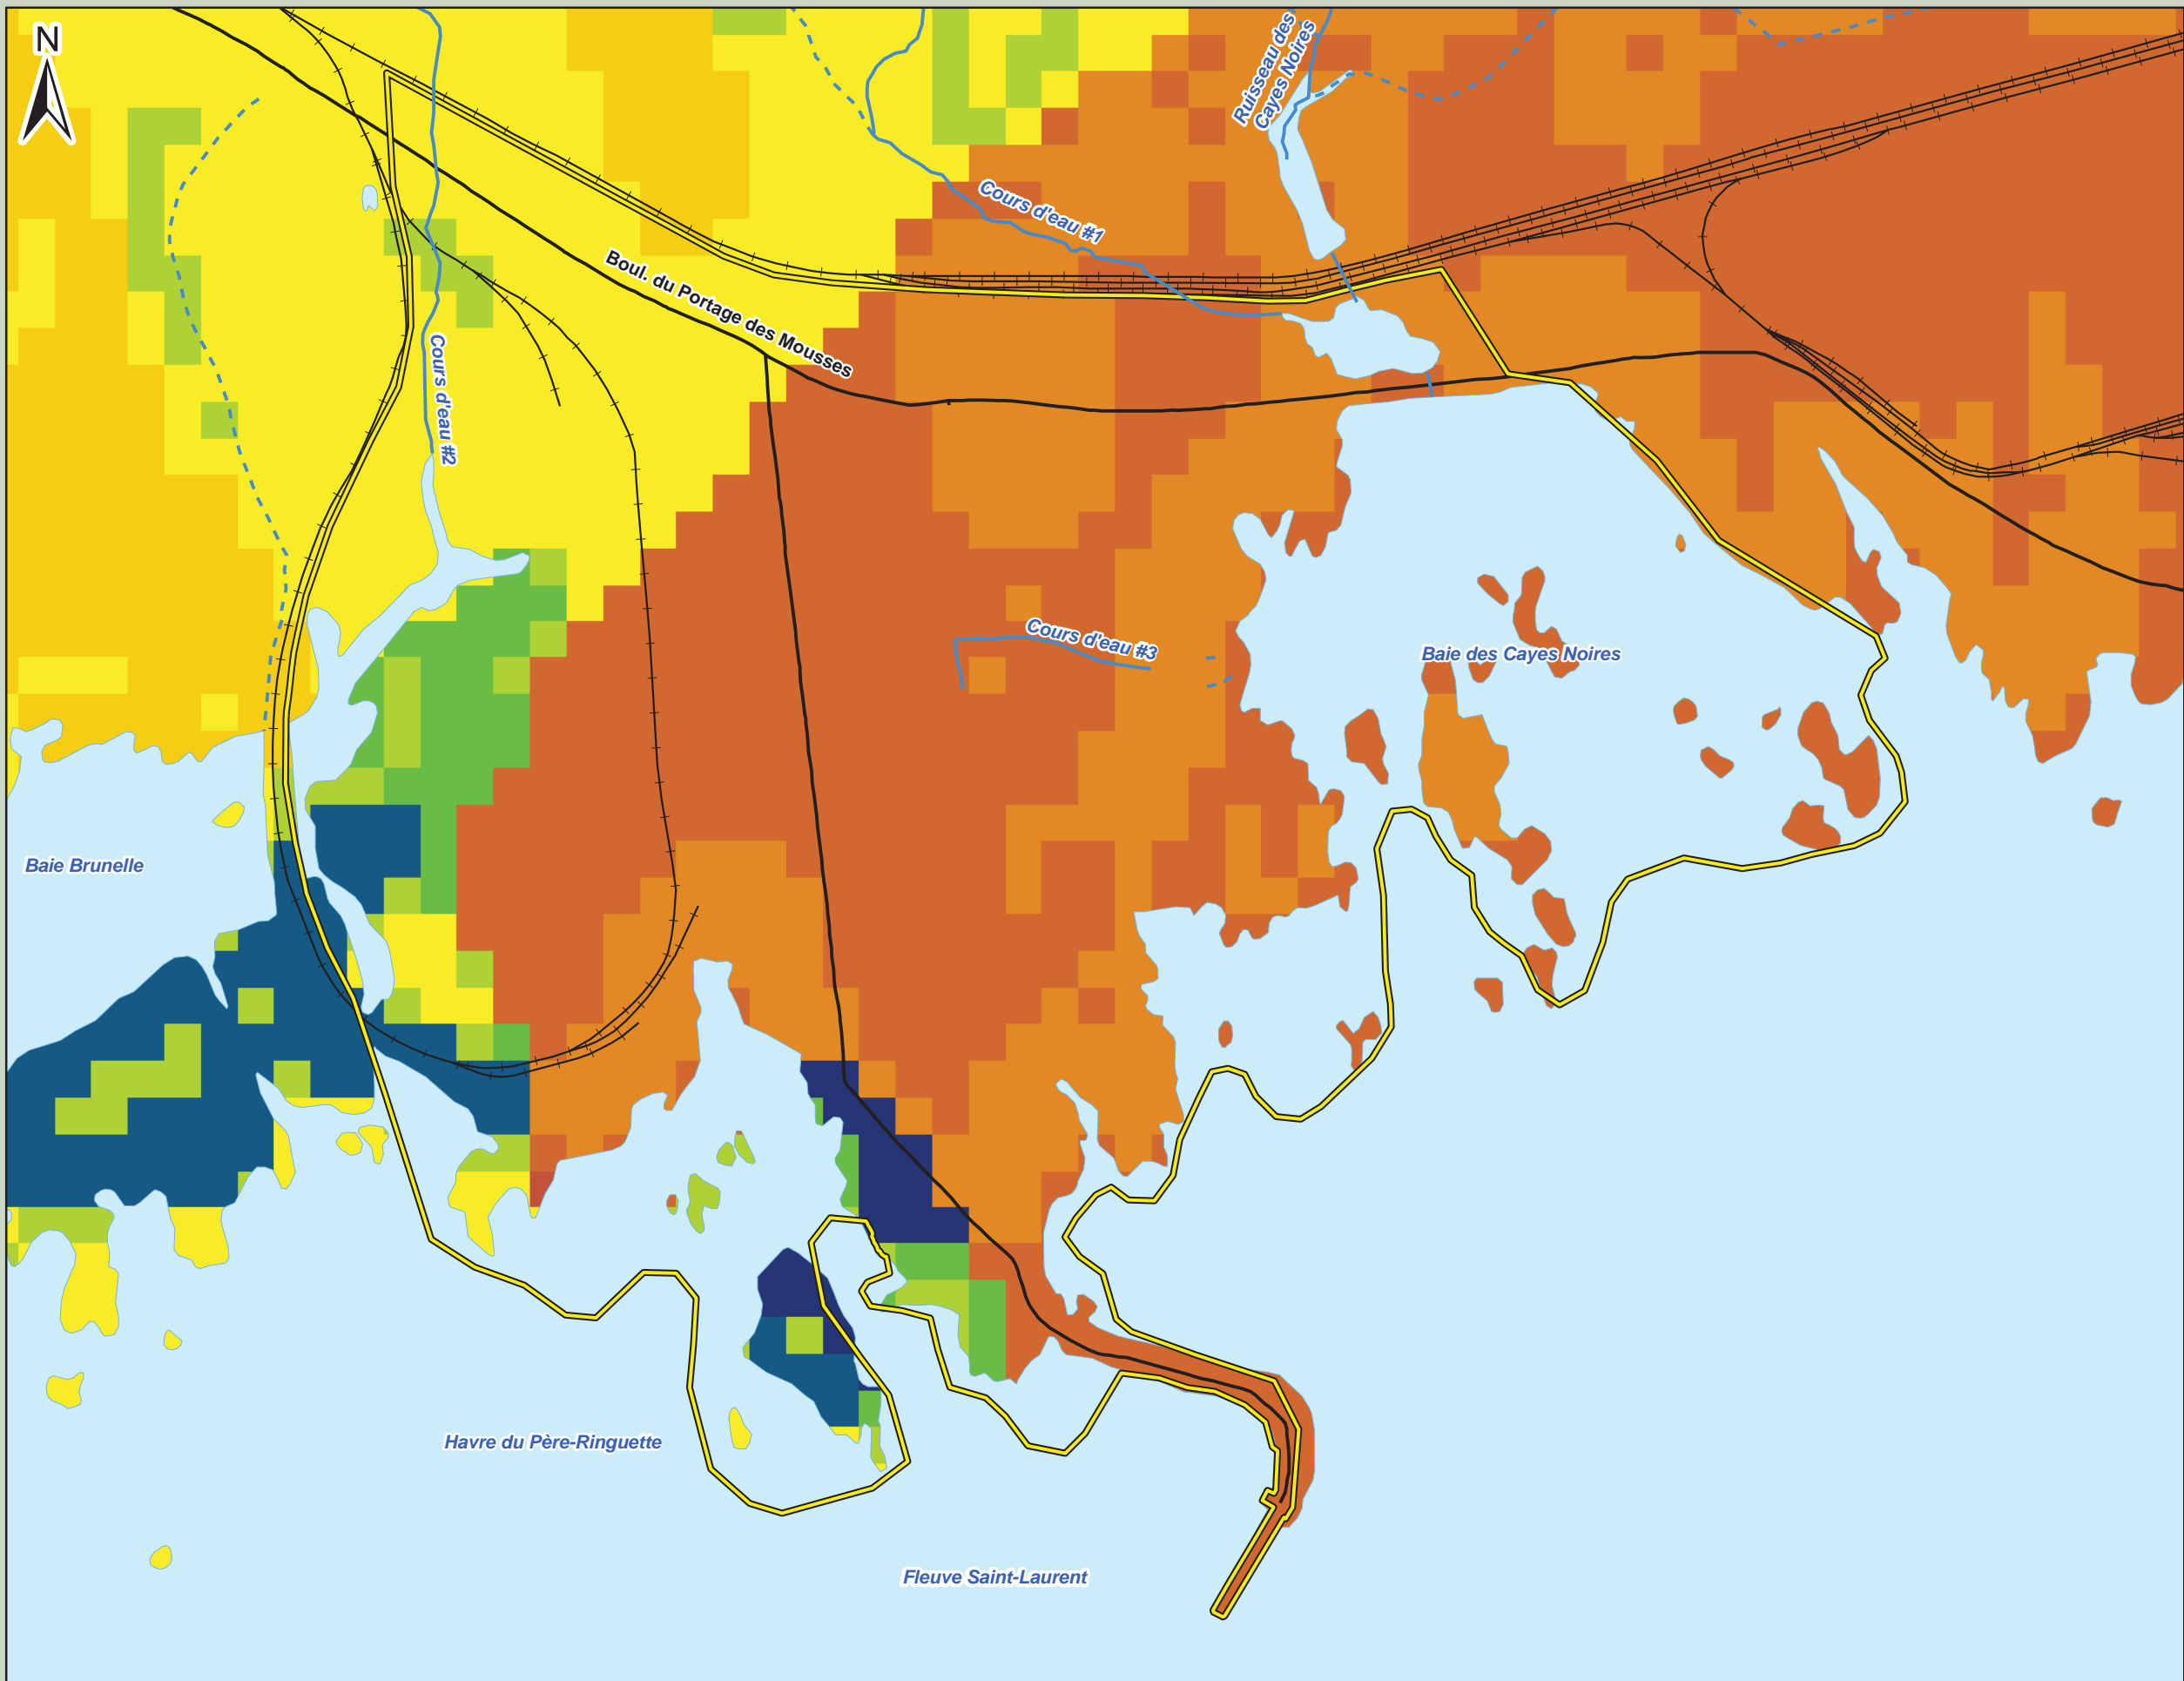 N
Ruisseau des
Cayes Noires
Cours d'eau #1
Boul. du Portage des Mousses
Cours d'eau #2
Cours d'eau #3
Baie des Cayes Noires
Baie Brunelle
Havre du Père-Ringuette
Fleuve Saint-Laurent